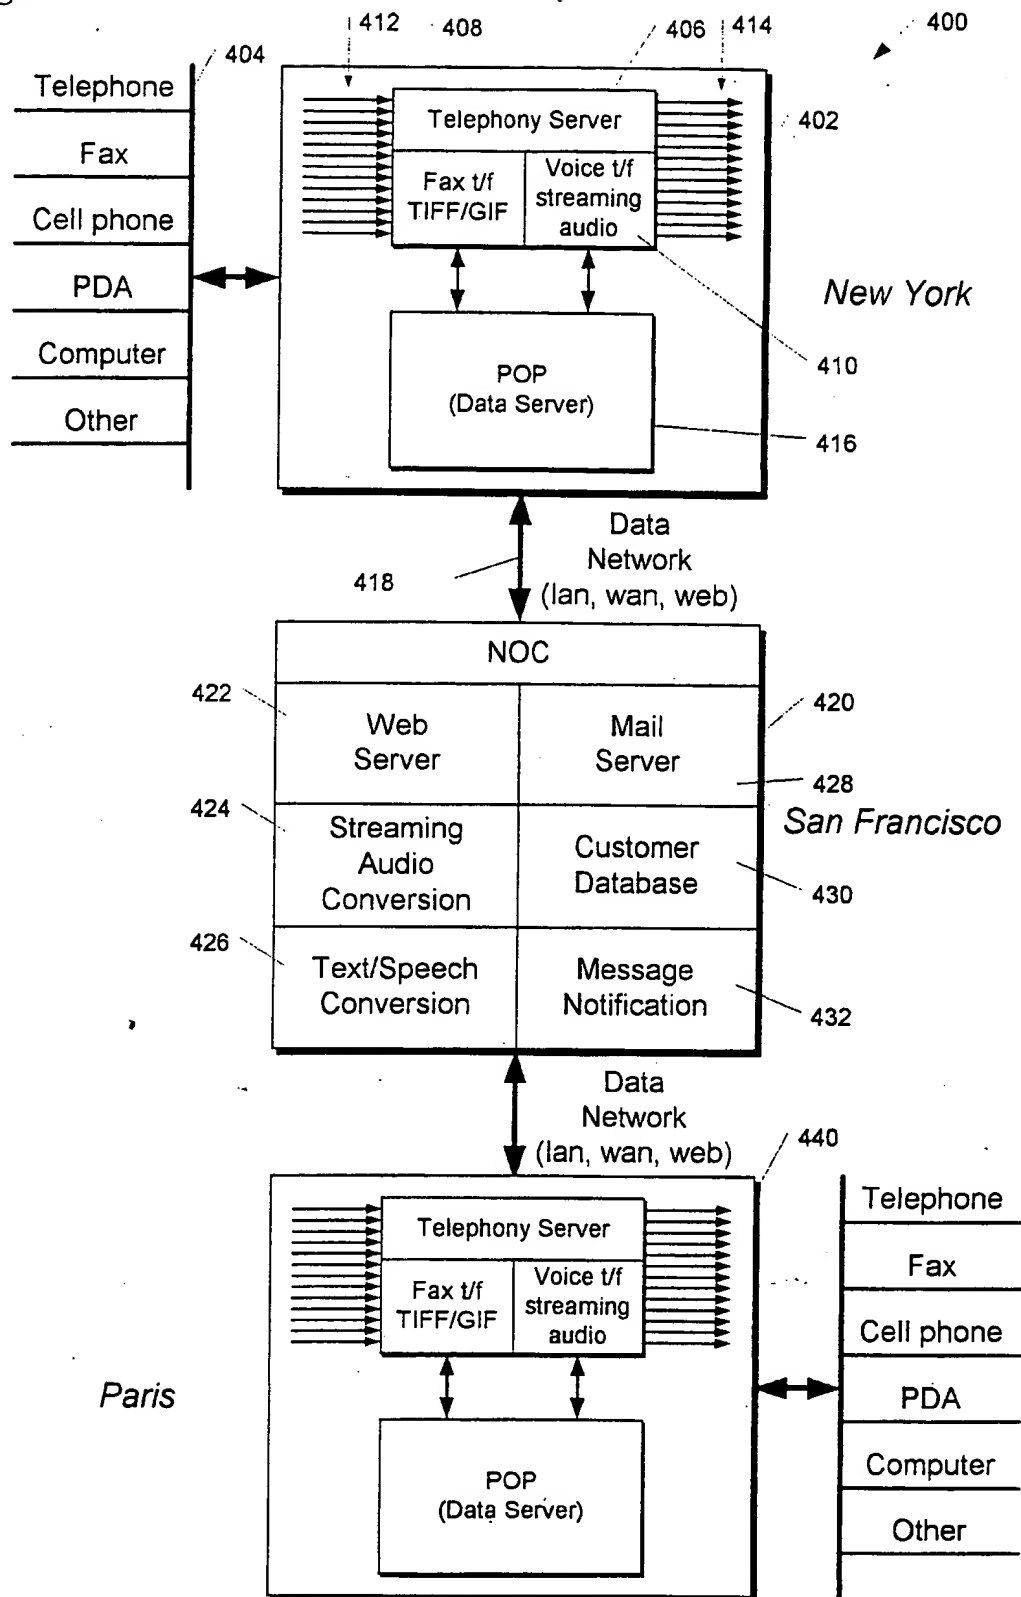 412
408
406
414
400
404
402
Telephone
Fax
Cell phone
PDA
Computer
Other
Telephony Server
Fax t/f
TIFF/GIF
Voice t/f
streaming
audio
New York
410
POP
(Data Server)
416
418
Data
Network
(lan, wan, web)
NOC
422
Web
Server
Mail
Server
420
428
424
Streaming
Audio
Conversion
Customer
Database
San Francisco
430
426
Text/Speech
Conversion
Message
Notification
432
Data
Network
(lan, wan, web)
440
Telephony Server
Fax t/f
TIFF/GIF
Voice t/f
streaming
audio
Paris
POP
(Data Server)
Telephone
Fax
Cell phone
PDA
Computer
Other